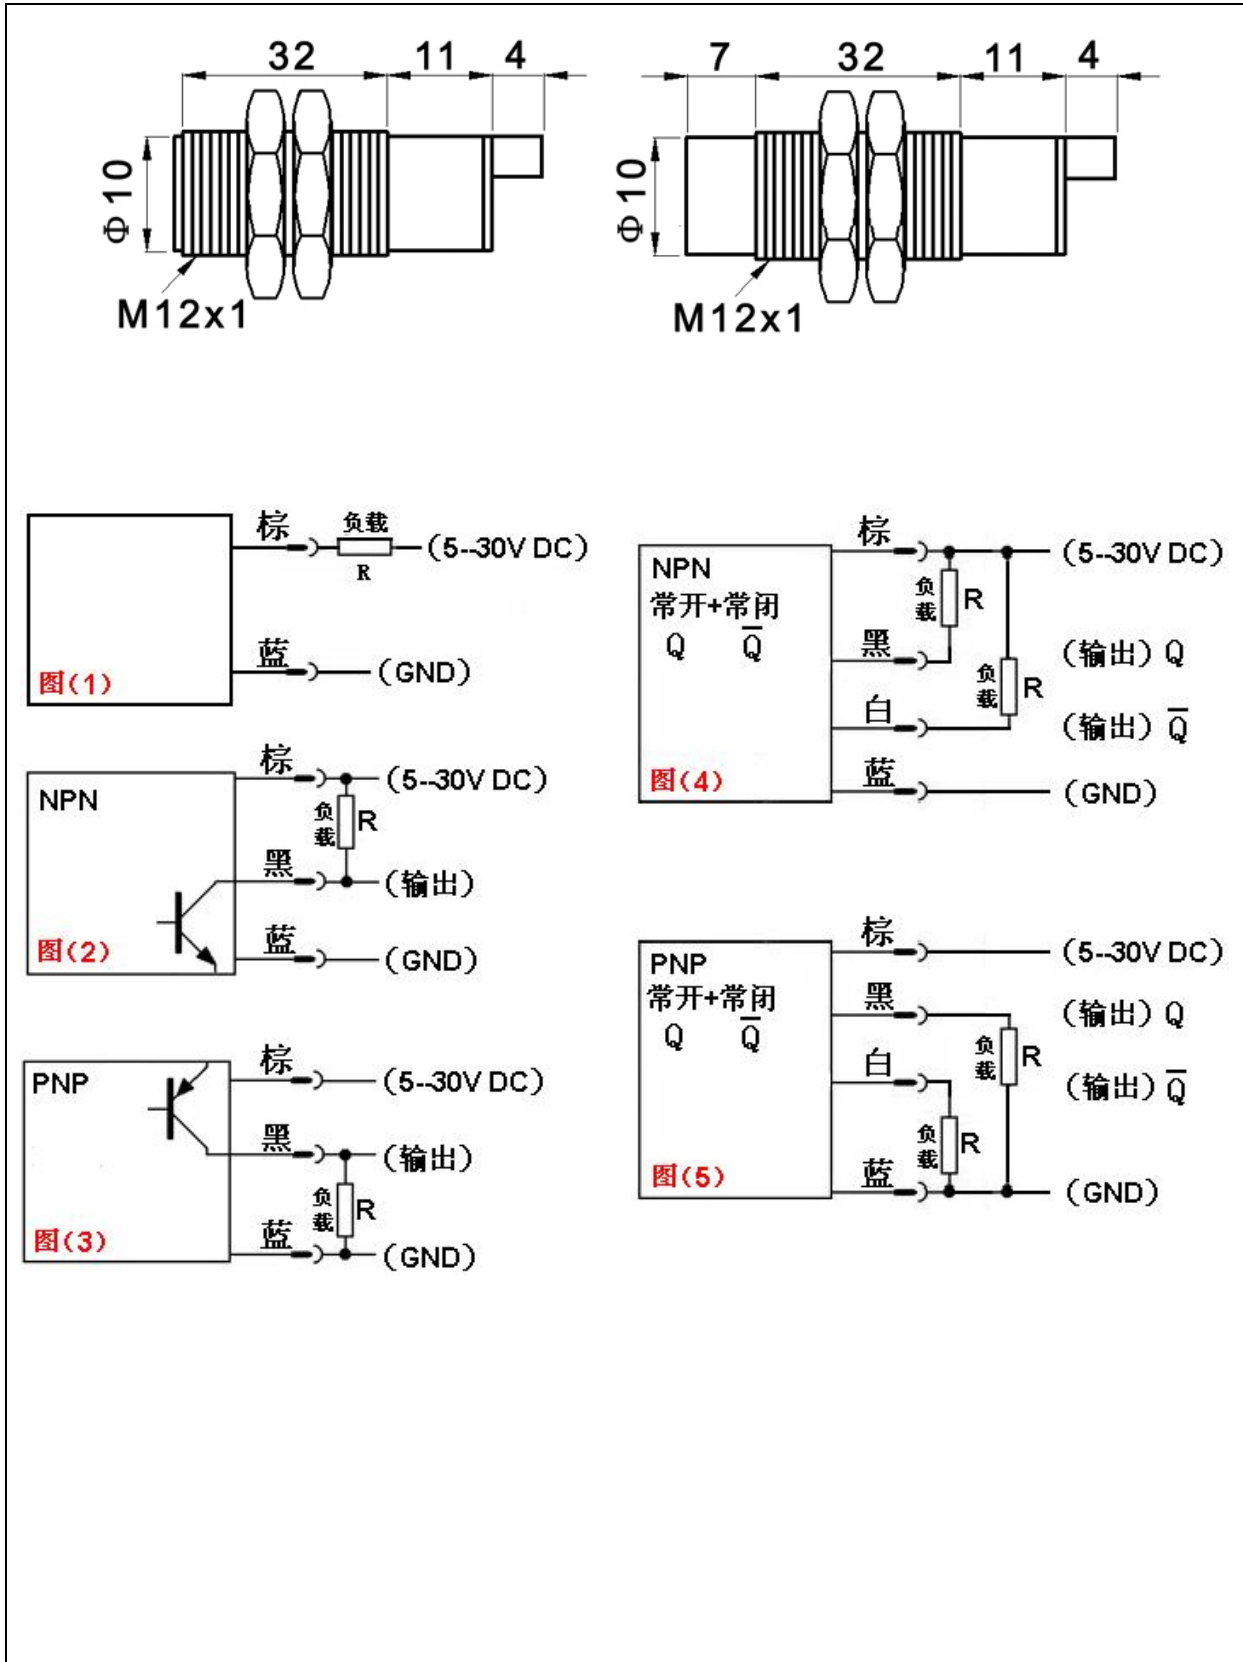 32 11 4
Φ10
M12x1
7 32 11 4
Φ10
M12x1
棕 负载 (5--30V DC)
R
蓝 (GND)
图(1)
NPN
棕 (5--30V DC)
负载 R
黑 (输出)
蓝 (GND)
图(2)
PNP
棕 (5--30V DC)
黑 (输出)
负载 R
蓝 (GND)
图(3)
NPN
常开+常闭
Q Q̅
棕 (5--30V DC)
负载 R
黑 (输出) Q
负载 R
白 (输出) Q̅
蓝 (GND)
图(4)
PNP
常开+常闭
Q Q̅
棕 (5--30V DC)
黑 (输出) Q
负载 R
白 (输出) Q̅
负载 R
蓝 (GND)
图(5)